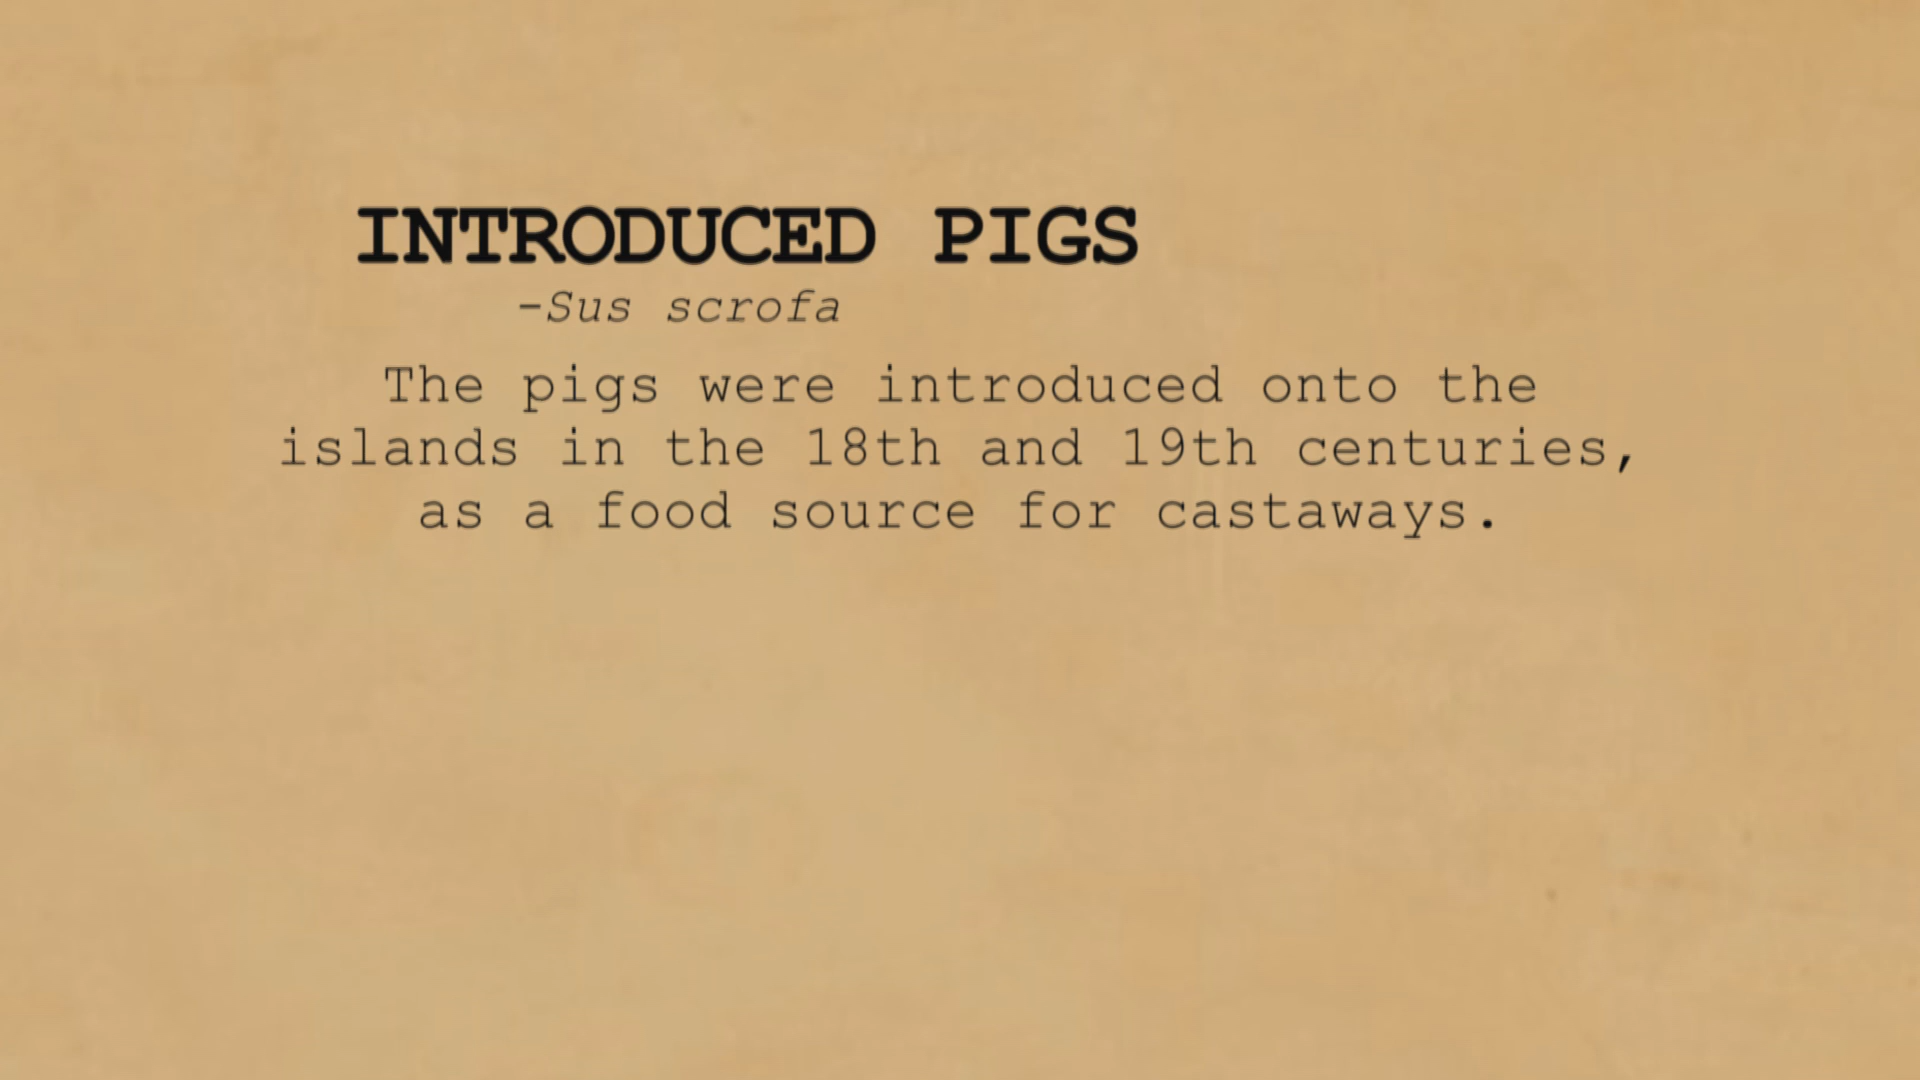 INTRODUCED PIGS
-Sus scrofa
The pigs were introduced onto the
islands in the 18th and 19th centuries,
as a food source for castaways.